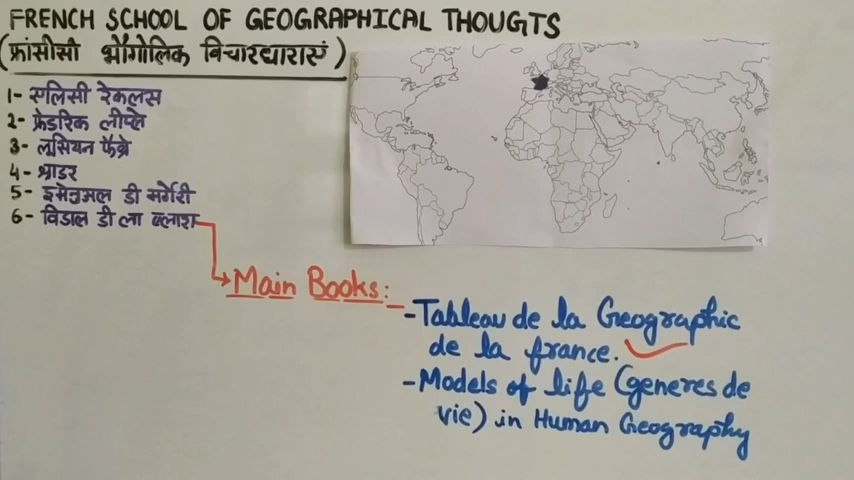 FRENCH SCHOOL OF GEOGRAPHICAL THOUGTS
(फ्रांसीसी भौगोलिक विचारधाराएं)
1- एलिसी रेकलस
2- फ्रेडरिक लीप्ले
3- लूसियन फैब्रे
4- श्राडर
5- इमेनुअल डी मर्गेरी
6- विडाल डी ला ब्लाश
Main Books:-
-Tableau de la Geographic
de la france.
-Models of life (generes de
vie) in Human Geography